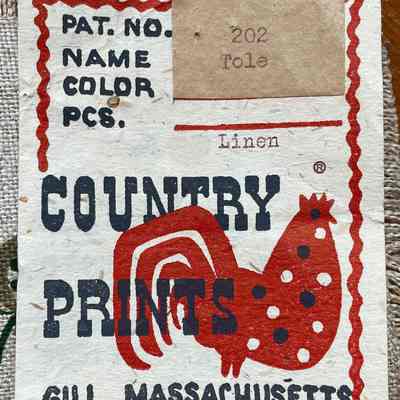 PAT. NO. 202
NAME Tole
COLOR
PCS.
Linen
COUNTRY ®
PRINTS
GILL, MASSACHUSETTS